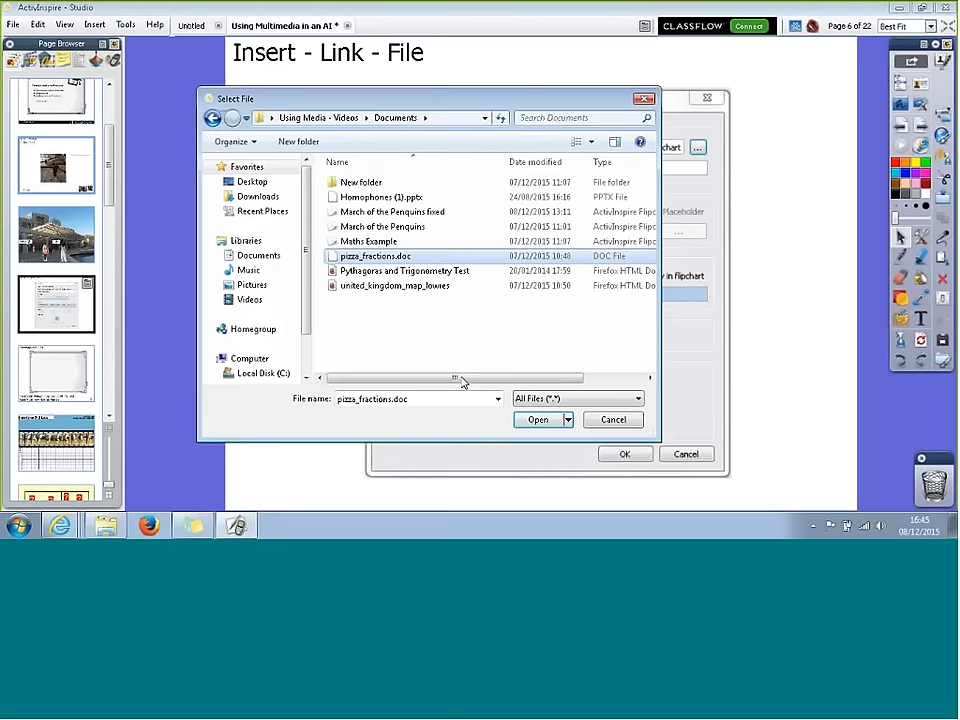 ActivInspire - Studio
File Edit View Insert Tools Help Untitled Using Multimedia in an AI * CLASSFLOW Connect Page 6 of 22 Best Fit
Page Browser
Insert - Link - File
Select File
Using Media - Videos Documents Search Documents
Organize New folder
Name Date modified Type
Favorites
Desktop
Downloads
Recent Places
Libraries
Documents
Music
Pictures
Videos
Homegroup
Computer
Local Disk (C:)
New folder 07/12/2015 11:07 File folder
Homophones (1).pptx 24/08/2015 16:16 PPTX File
March of the Penquins fixed 08/12/2015 13:11 ActivInspire Flipc
March of the Penquins 07/12/2015 11:01 ActivInspire Flipc
Maths Example 07/12/2015 11:07 ActivInspire Flipc
pizza_fractions.doc 07/12/2015 10:48 DOC File
Pythagoras and Trigonometry Test 20/01/2014 17:59 Firefox HTML Do
united_kingdom_map_lowres 07/12/2015 10:50 Firefox HTML Do
File name: pizza_fractions.doc All Files (*.*)
Open Cancel
chart ...
Placeholder
...
y in flipchart
OK Cancel
16:45
08/12/2015